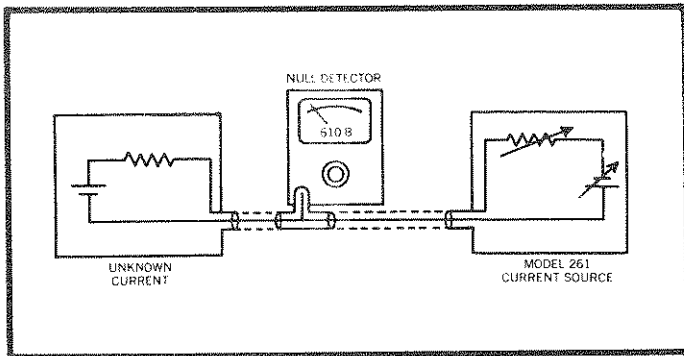 NULL DETECTOR
610 B
UNKNOWN
CURRENT
MODEL 261
CURRENT SOURCE